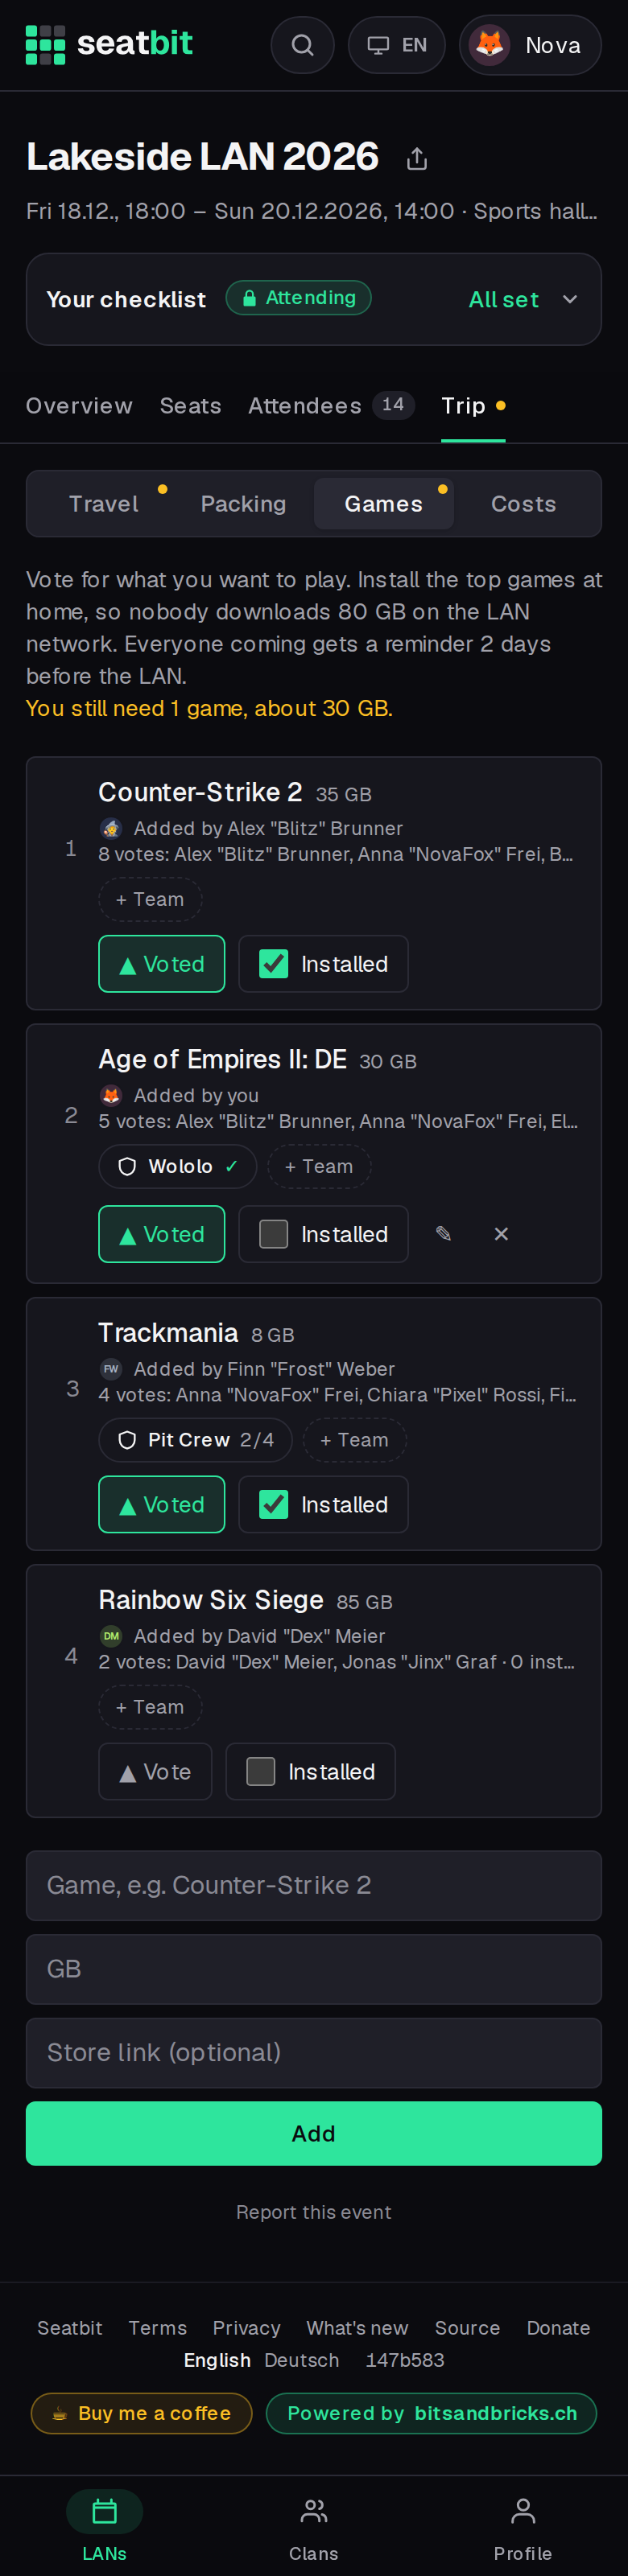 seatbit
EN
Nova
Lakeside LAN 2026
Fri 18.12., 18:00 – Sun 20.12.2026, 14:00 · Sports hall…
Your checklist
Attending
All set
Overview
Seats
Attendees 14
Trip
Travel
Packing
Games
Costs
Vote for what you want to play. Install the top games at
home, so nobody downloads 80 GB on the LAN
network. Everyone coming gets a reminder 2 days
before the LAN.
You still need 1 game, about 30 GB.
Counter-Strike 2 35 GB
Added by Alex "Blitz" Brunner
1
8 votes: Alex "Blitz" Brunner, Anna "NovaFox" Frei, B…
+ Team
▲ Voted
Installed
Age of Empires II: DE 30 GB
Added by you
2
5 votes: Alex "Blitz" Brunner, Anna "NovaFox" Frei, El…
Wololo ✓
+ Team
▲ Voted
Installed
✎
✕
Trackmania 8 GB
FW Added by Finn "Frost" Weber
3
4 votes: Anna "NovaFox" Frei, Chiara "Pixel" Rossi, Fi…
Pit Crew 2/4
+ Team
▲ Voted
Installed
Rainbow Six Siege 85 GB
DM Added by David "Dex" Meier
4
2 votes: David "Dex" Meier, Jonas "Jinx" Graf · 0 inst…
+ Team
▲ Vote
Installed
Game, e.g. Counter-Strike 2
GB
Store link (optional)
Add
Report this event
Seatbit Terms Privacy What's new Source Donate
English Deutsch 147b583
☕ Buy me a coffee
Powered by bitsandbricks.ch
LANs
Clans
Profile